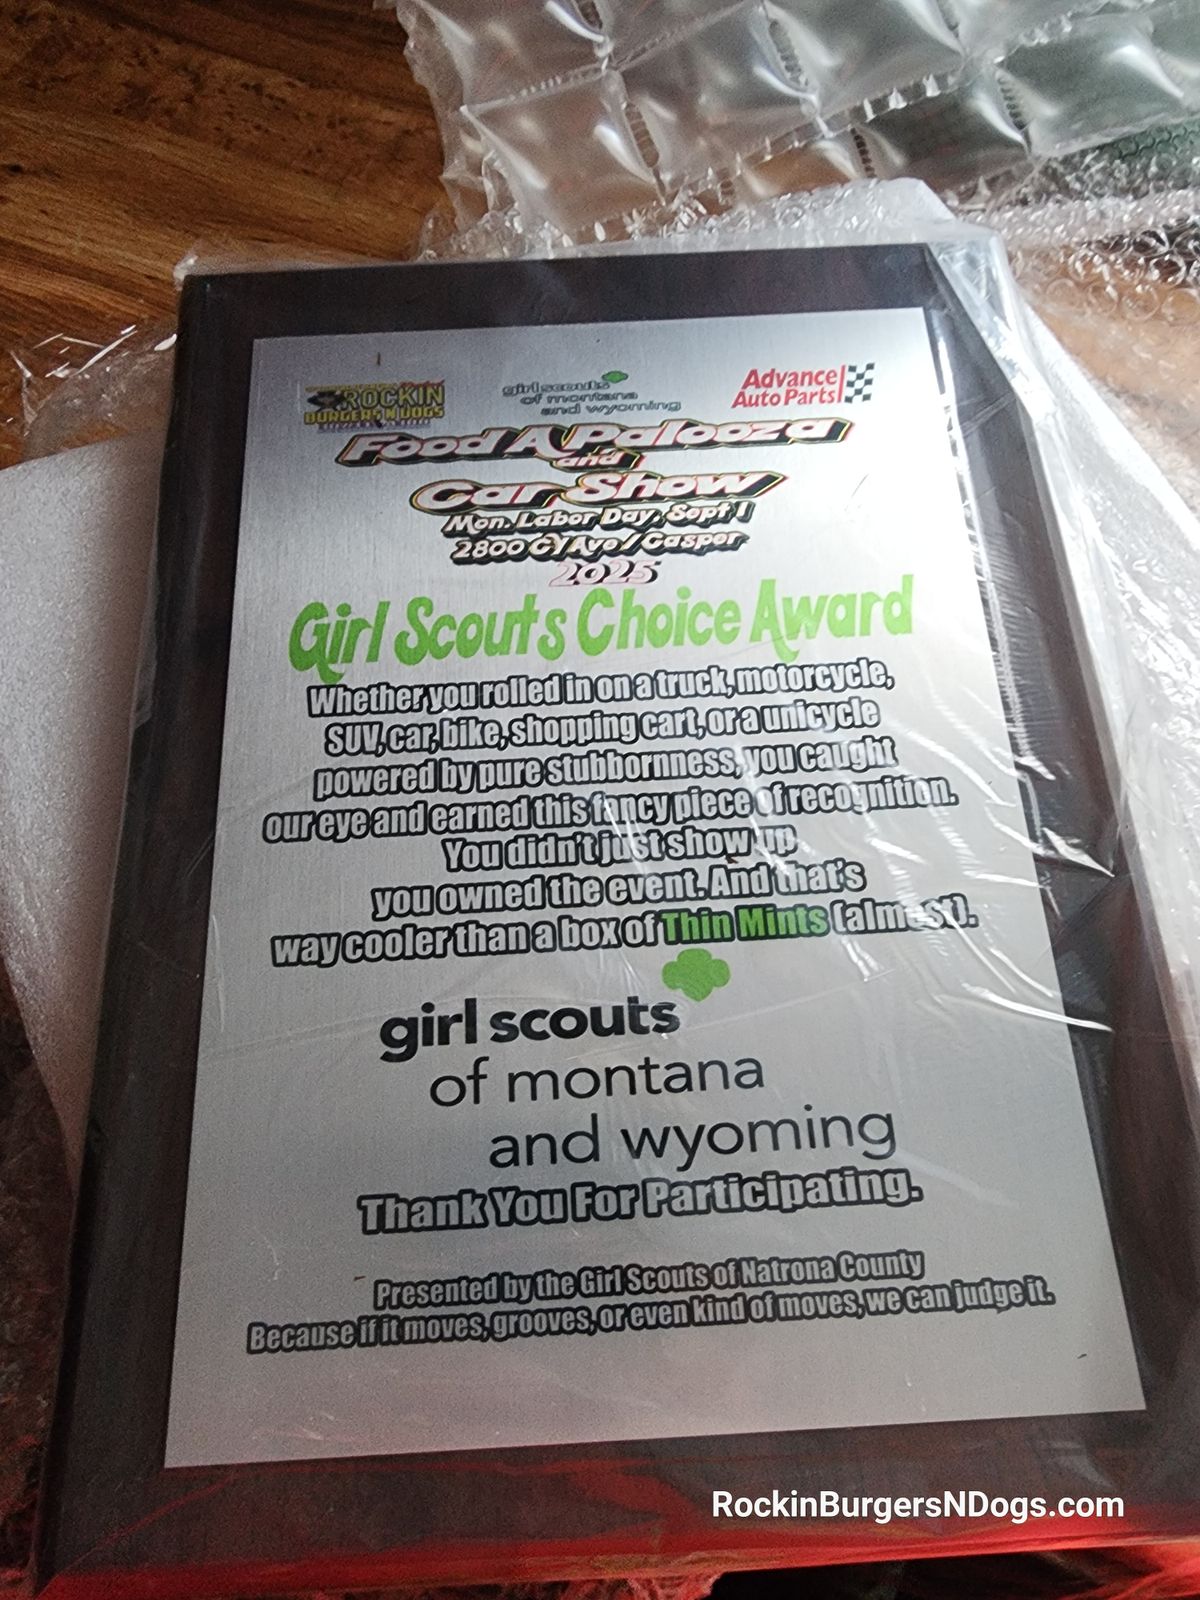 ROCKIN
BURGERS N DOGS
girl scouts
of montana
and wyoming
Advance
Auto Parts
Food A Palooza
and
Car Show
Mon. Labor Day, Sept 1
2800 CY Ave / Casper
2025
Girl Scouts Choice Award
Whether you rolled in on a truck, motorcycle,
SUV, car, bike, shopping cart, or a unicycle
powered by pure stubbornness, you caught
our eye and earned this fancy piece of recognition.
You didn't just show up
you owned the event. And that's
way cooler than a box of Thin Mints (almost).
girl scouts
of montana
and wyoming
Thank You For Participating.
Presented by the Girl Scouts of Natrona County
Because if it moves, grooves, or even kind of moves, we can judge it.
RockinBurgersNDogs.com